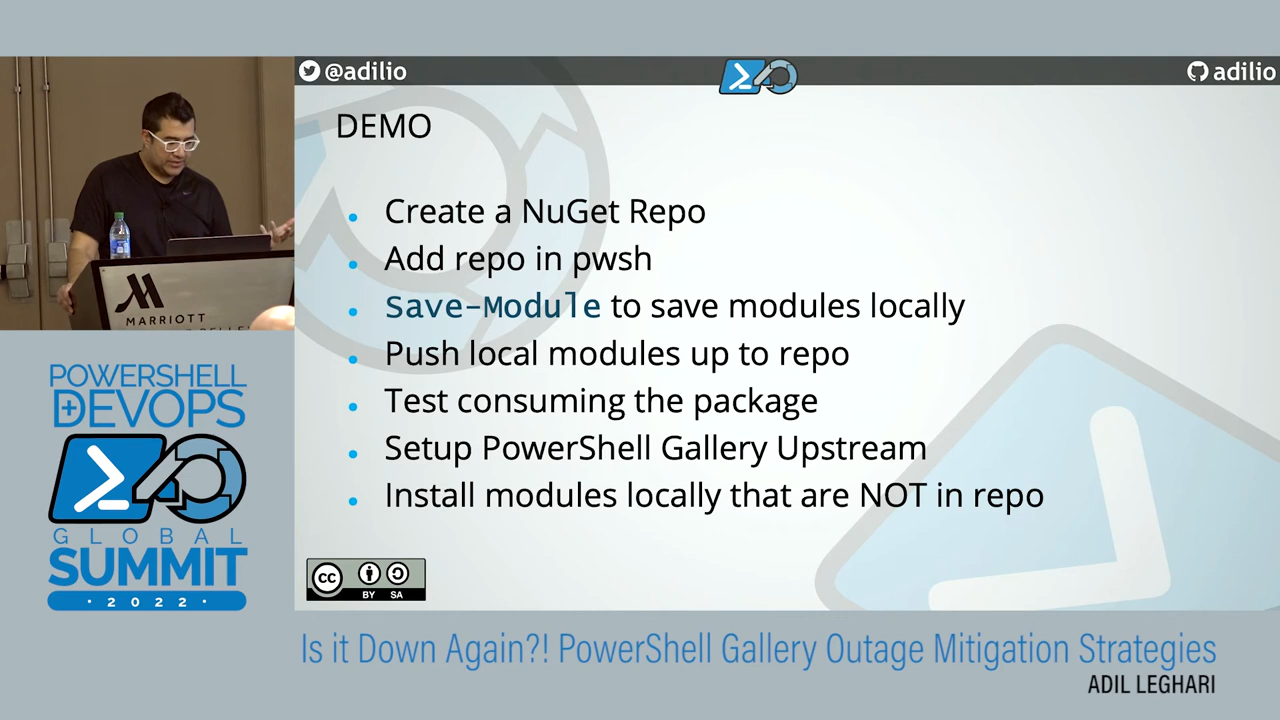 @adilio
adilio
DEMO
Create a NuGet Repo
Add repo in pwsh
Save-Module to save modules locally
Push local modules up to repo
Test consuming the package
Setup PowerShell Gallery Upstream
Install modules locally that are NOT in repo
CC
BY SA
MARRIOTT
POWERSHELL
DEVOPS
GLOBAL
SUMMIT
· 2022 ·
Is it Down Again?! PowerShell Gallery Outage Mitigation Strategies
ADIL LEGHARI